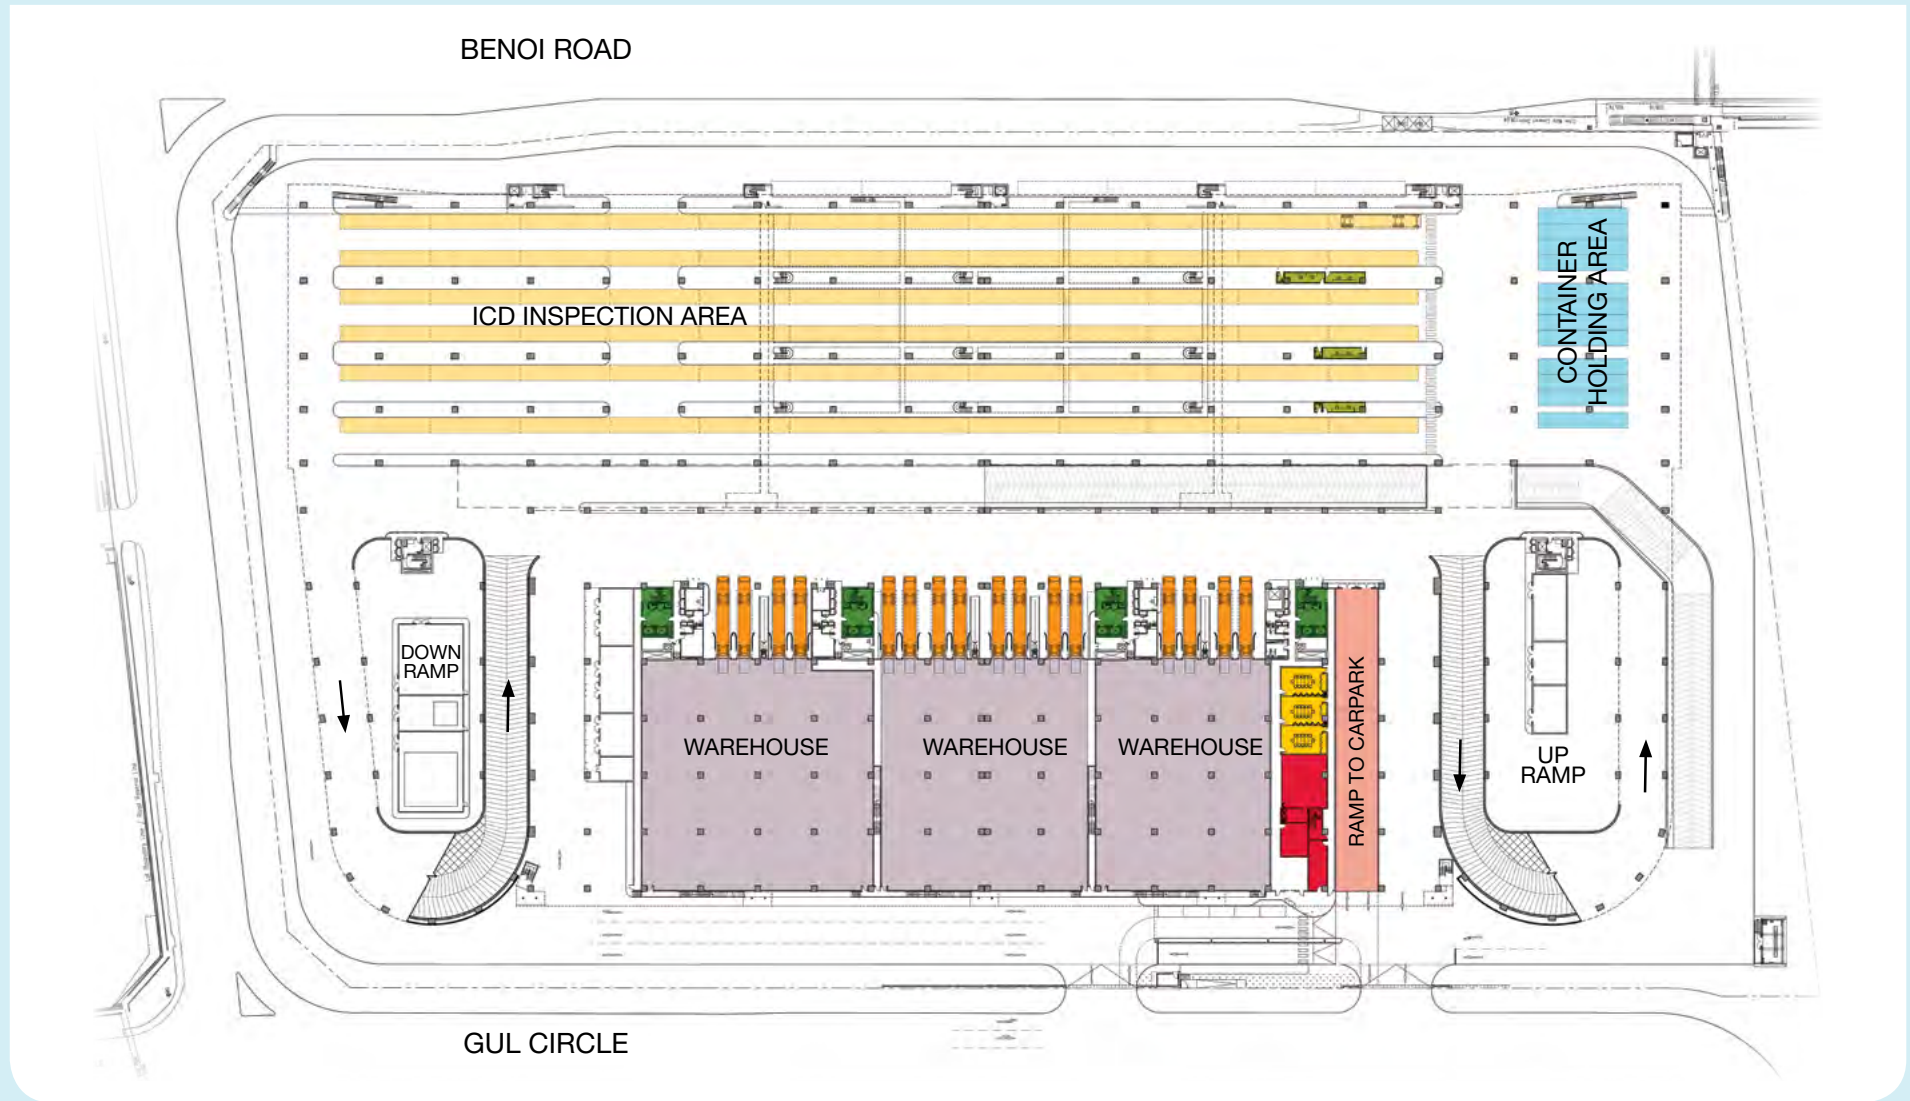 BENOI ROAD
ICD INSPECTION AREA
CONTAINER
HOLDING AREA
DOWN
RAMP
WAREHOUSE
WAREHOUSE
WAREHOUSE
RAMP TO CARPARK
UP
RAMP
GUL CIRCLE